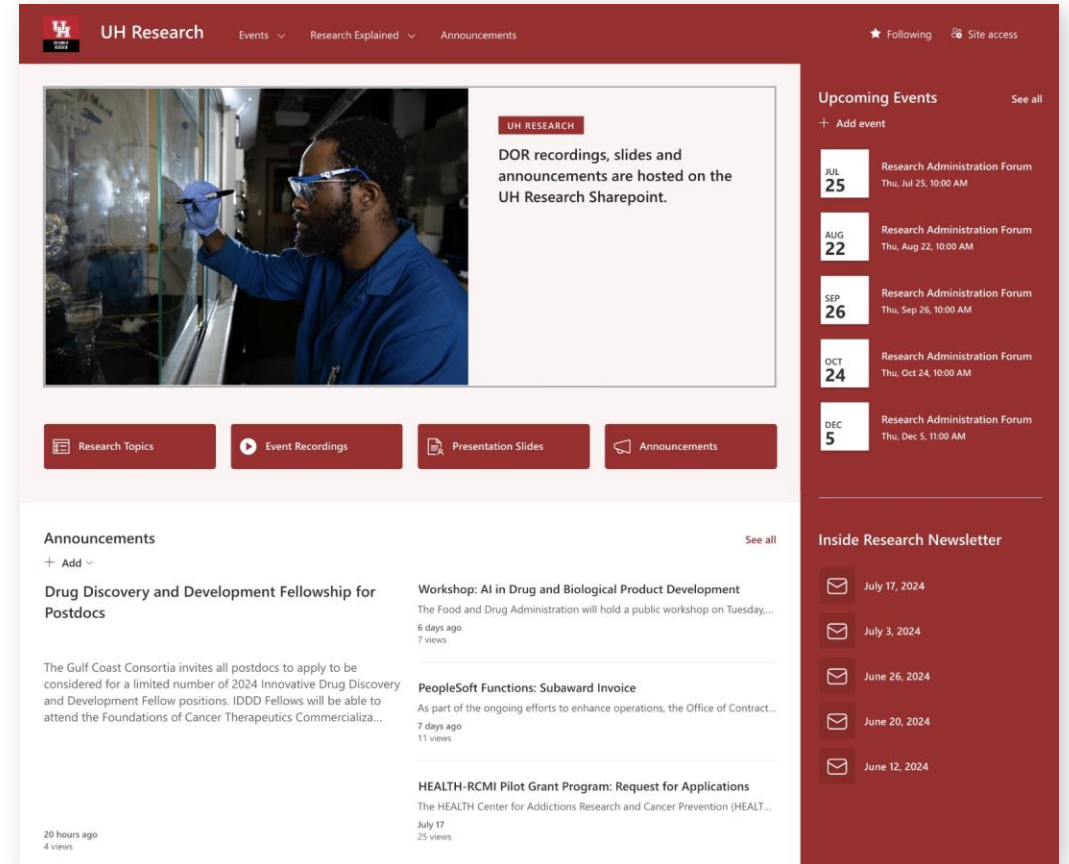 UH Research
Events
Research Explained
Announcements
Following
Site access
UH RESEARCH
DOR recordings, slides and
announcements are hosted on the
UH Research Sharepoint.
Research Topics
Event Recordings
Presentation Slides
Announcements
Announcements
See all
+ Add
Drug Discovery and Development Fellowship for
Postdocs
The Gulf Coast Consortia invites all postdocs to apply to be
considered for a limited number of 2024 Innovative Drug Discovery
and Development Fellow positions. IDDD Fellows will be able to
attend the Foundations of Cancer Therapeutics Commercializa...
20 hours ago
4 views
Workshop: AI in Drug and Biological Product Development
The Food and Drug Administration will hold a public workshop on Tuesday,...
6 days ago
7 views
PeopleSoft Functions: Subaward Invoice
As part of the ongoing efforts to enhance operations, the Office of Contract...
7 days ago
11 views
HEALTH-RCMI Pilot Grant Program: Request for Applications
The HEALTH Center for Addictions Research and Cancer Prevention (HEALT...
July 17
25 views
Upcoming Events
See all
+ Add event
JUL
25
Research Administration Forum
Thu, Jul 25, 10:00 AM
AUG
22
Research Administration Forum
Thu, Aug 22, 10:00 AM
SEP
26
Research Administration Forum
Thu, Sep 26, 10:00 AM
OCT
24
Research Administration Forum
Thu, Oct 24, 10:00 AM
DEC
5
Research Administration Forum
Thu, Dec 5, 11:00 AM
Inside Research Newsletter
July 17, 2024
July 3, 2024
June 26, 2024
June 20, 2024
June 12, 2024